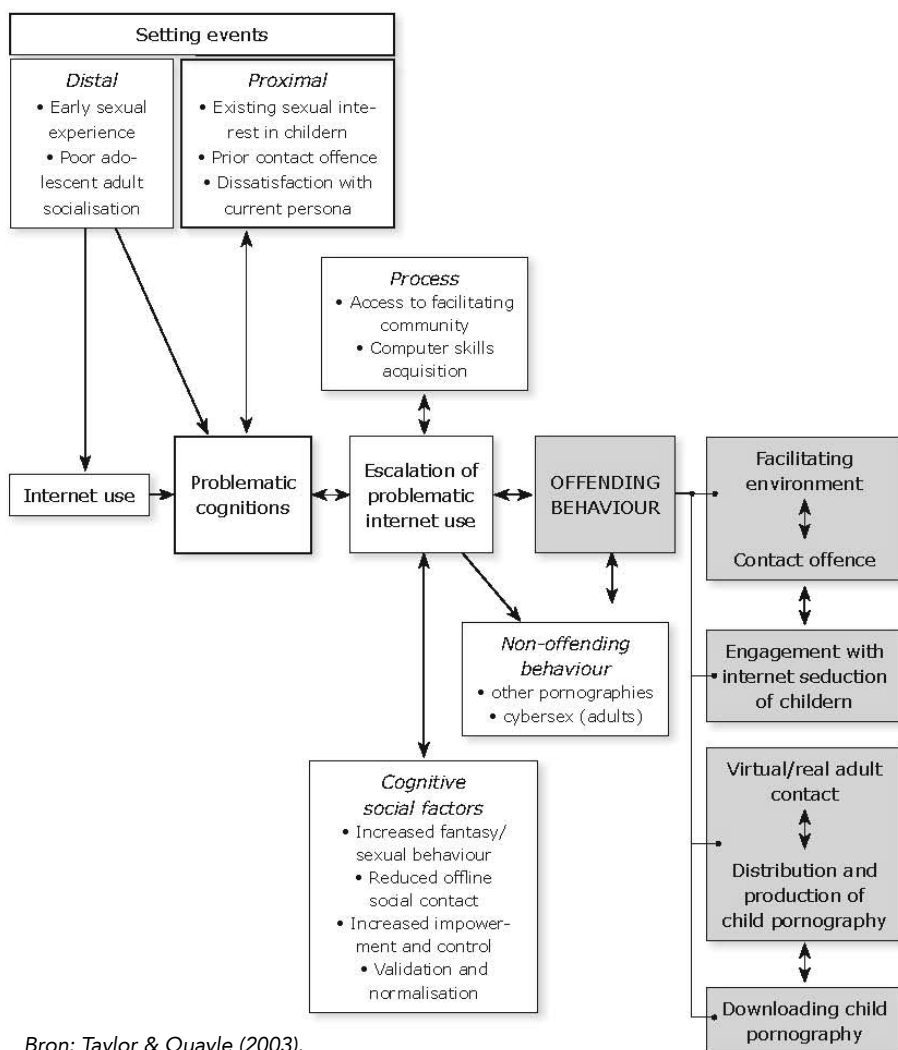 Setting events
Distal
• Early sexual
experience
• Poor ado-
lescent adult
socialisation
Proximal
• Existing sexual inte-
rest in childern
• Prior contact offence
• Dissatisfaction with
current persona
Process
• Access to facilitating
community
• Computer skills
acquisition
Internet use
Problematic
cognitions
Escalation of
problematic
internet use
OFFENDING
BEHAVIOUR
Facilitating
environment
Contact offence
Non-offending
behaviour
• other pornographies
• cybersex (adults)
Engagement with
internet seduction
of childern
Cognitive
social factors
• Increased fantasy/
sexual behaviour
• Reduced offline
social contact
• Increased impower-
ment and control
• Validation and
normalisation
Virtual/real adult
contact
Distribution and
production of
child pornography
Downloading child
pornography
Bron: Taylor & Quayle (2003).